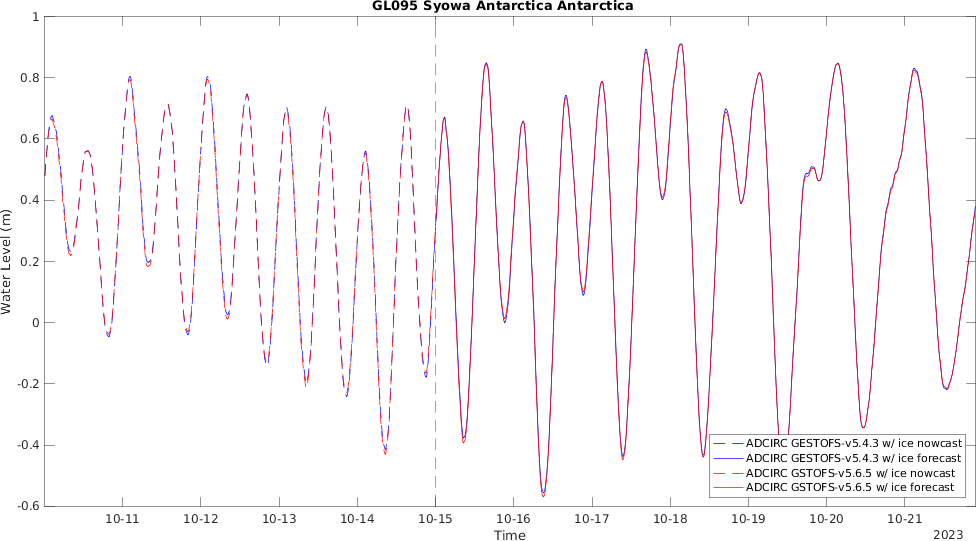 GL095 Syowa Antarctica Antarctica
1
0.8
0.6
0.4
0.2
0
-0.2
-0.4
-0.6
Water Level (m)
ADCIRC GESTOFS-v5.4.3 w/ ice nowcast
ADCIRC GESTOFS-v5.4.3 w/ ice forecast
ADCIRC GSTOFS-v5.6.5 w/ ice nowcast
ADCIRC GSTOFS-v5.6.5 w/ ice forecast
10-11 10-12 10-13 10-14 10-15 10-16 10-17 10-18 10-19 10-20 10-21
Time
2023